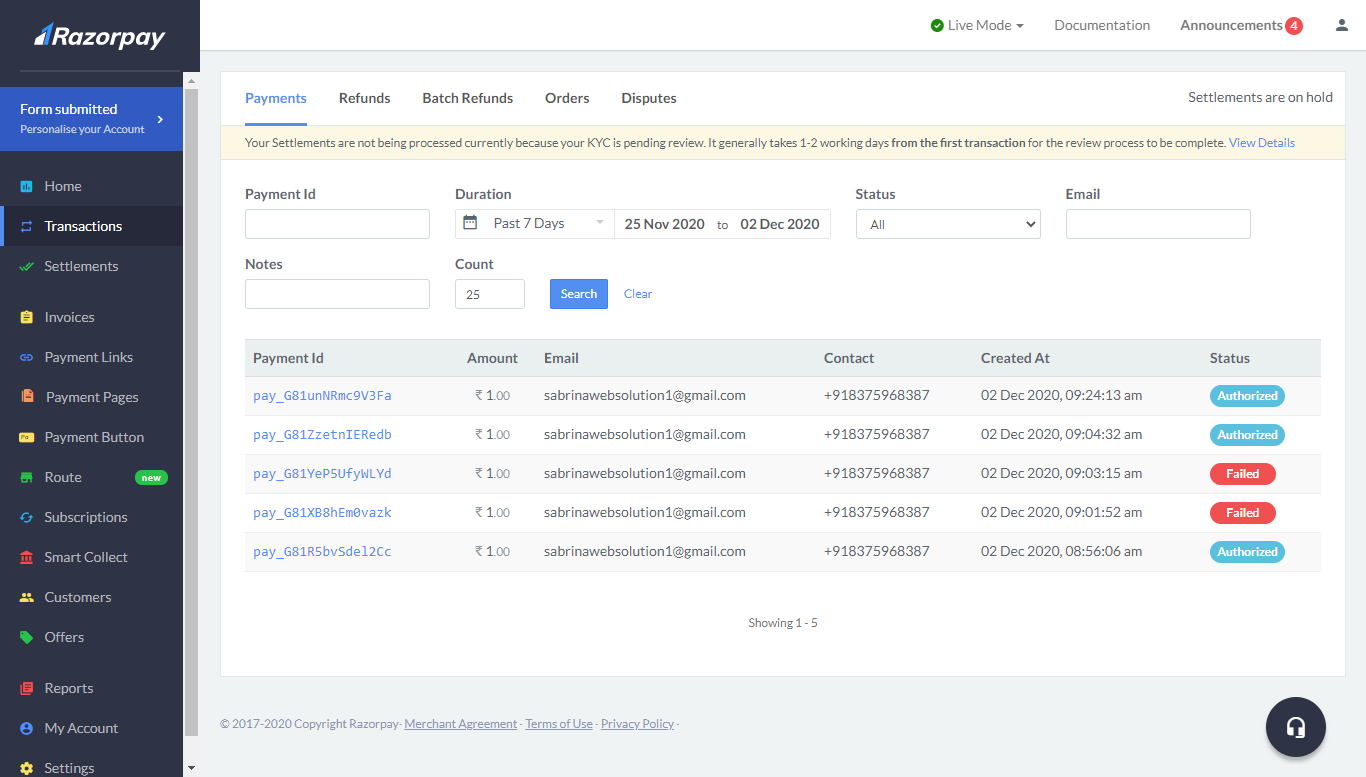 Razorpay
Live Mode Documentation Announcements 4
Form submitted
Personalise your Account
Home
Transactions
Settlements
Invoices
Payment Links
Payment Pages
Payment Button
Route new
Subscriptions
Smart Collect
Customers
Offers
Reports
My Account
Settings
Payments Refunds Batch Refunds Orders Disputes Settlements are on hold
Your Settlements are not being processed currently because your KYC is pending review. It generally takes 1-2 working days from the first transaction for the review process to be complete. View Details
Payment Id Duration Status Email
Past 7 Days 25 Nov 2020 to 02 Dec 2020 All
Notes Count
25 Search Clear
Payment Id Amount Email Contact Created At Status
pay_G81unNRmc9V3Fa ₹ 1.00 sabrinawebsolution1@gmail.com +918375968387 02 Dec 2020, 09:24:13 am Authorized
pay_G81ZzetnIERedb ₹ 1.00 sabrinawebsolution1@gmail.com +918375968387 02 Dec 2020, 09:04:32 am Authorized
pay_G81YeP5UfyWLYd ₹ 1.00 sabrinawebsolution1@gmail.com +918375968387 02 Dec 2020, 09:03:15 am Failed
pay_G81XB8hEm0vazk ₹ 1.00 sabrinawebsolution1@gmail.com +918375968387 02 Dec 2020, 09:01:52 am Failed
pay_G81R5bvSdel2Cc ₹ 1.00 sabrinawebsolution1@gmail.com +918375968387 02 Dec 2020, 08:56:06 am Authorized
Showing 1 - 5
© 2017-2020 Copyright Razorpay· Merchant Agreement · Terms of Use · Privacy Policy ·